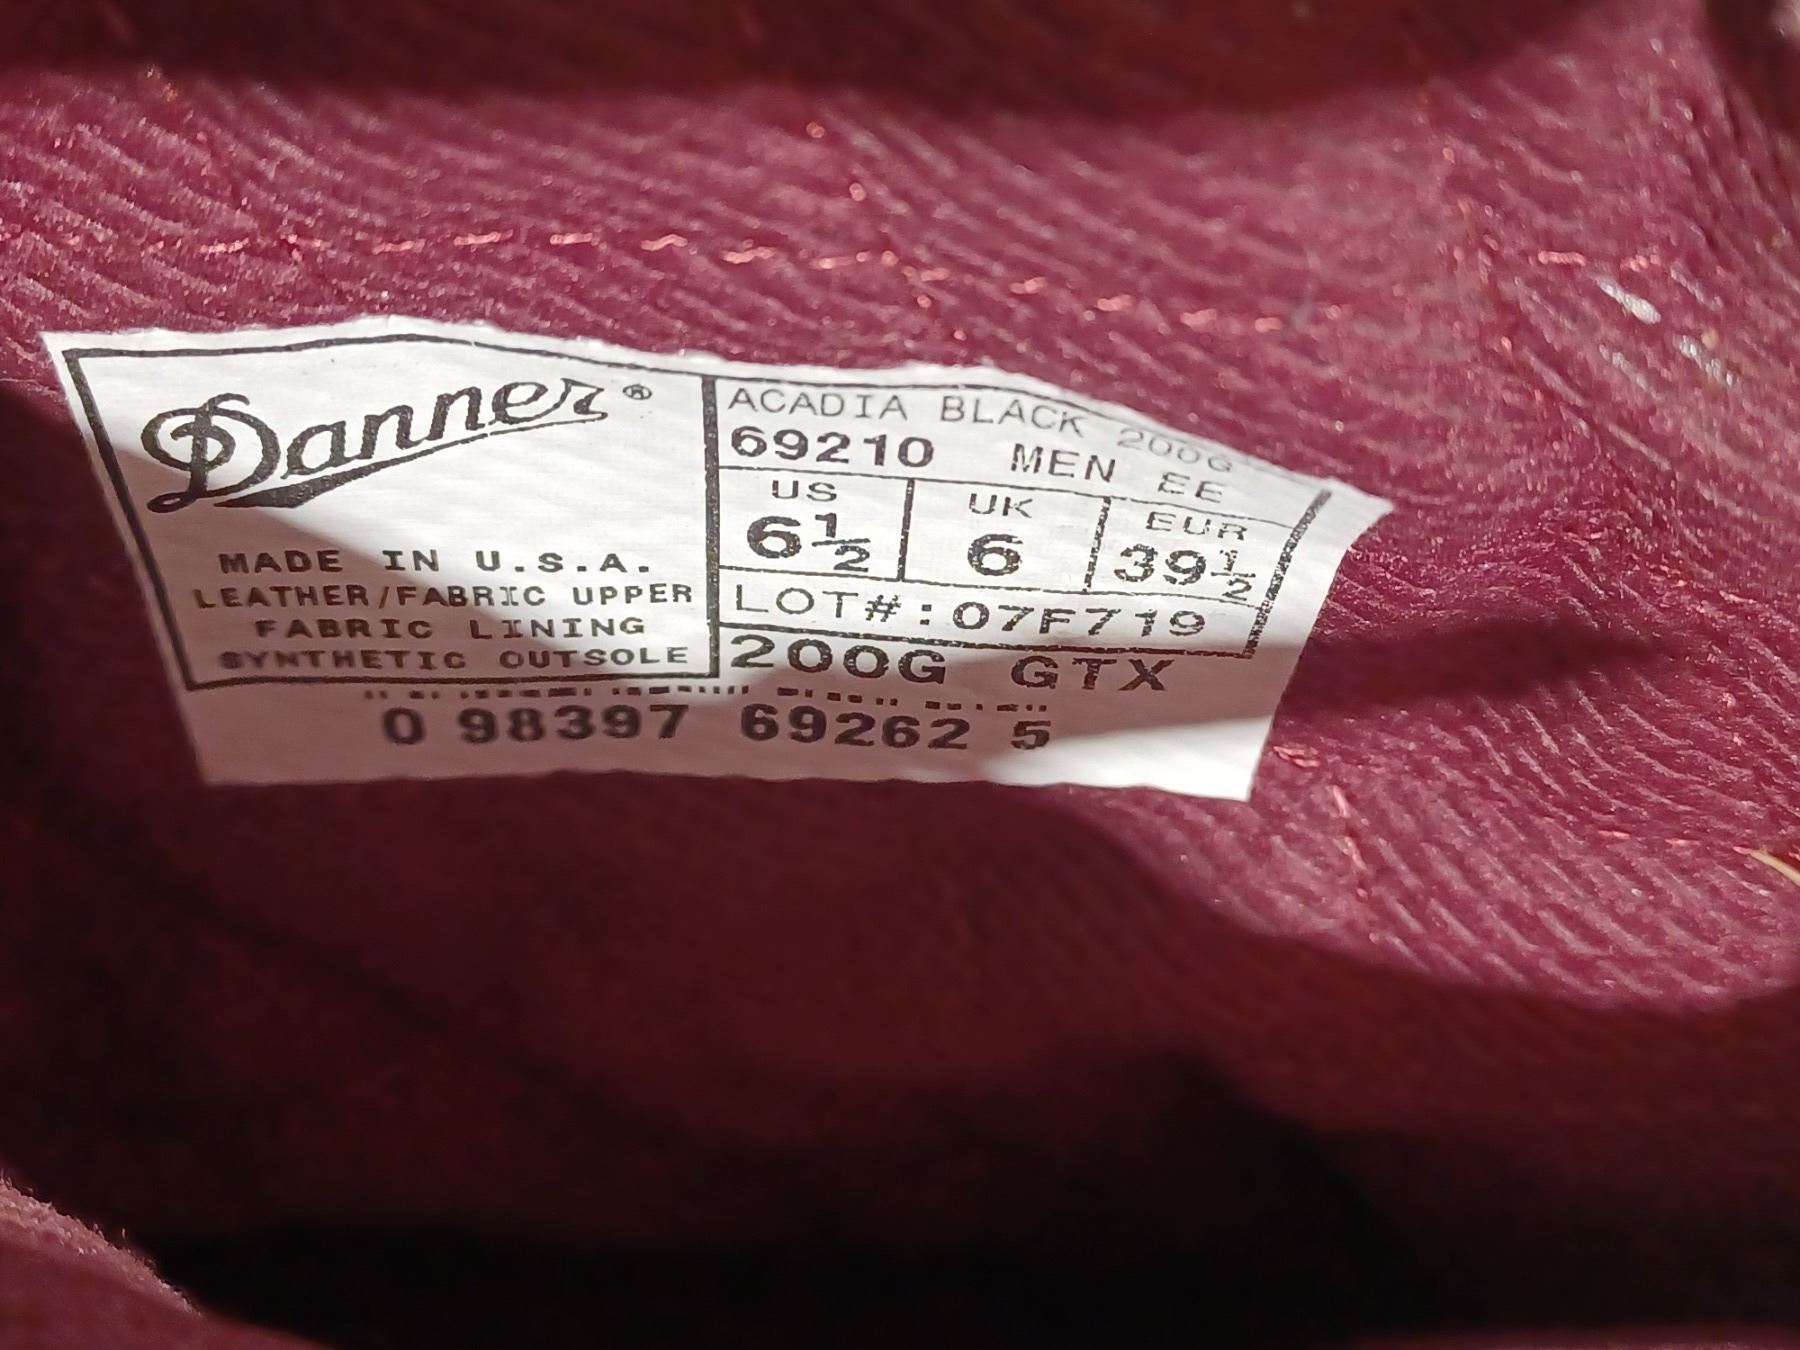 Danner®
MADE IN U.S.A.
LEATHER/FABRIC UPPER
FABRIC LINING
SYNTHETIC OUTSOLE
ACADIA BLACK 200G
69210 MEN EE
US UK EUR
6½ 6 39½
LOT#:07F719
200G GTX
0 98397 69262 5